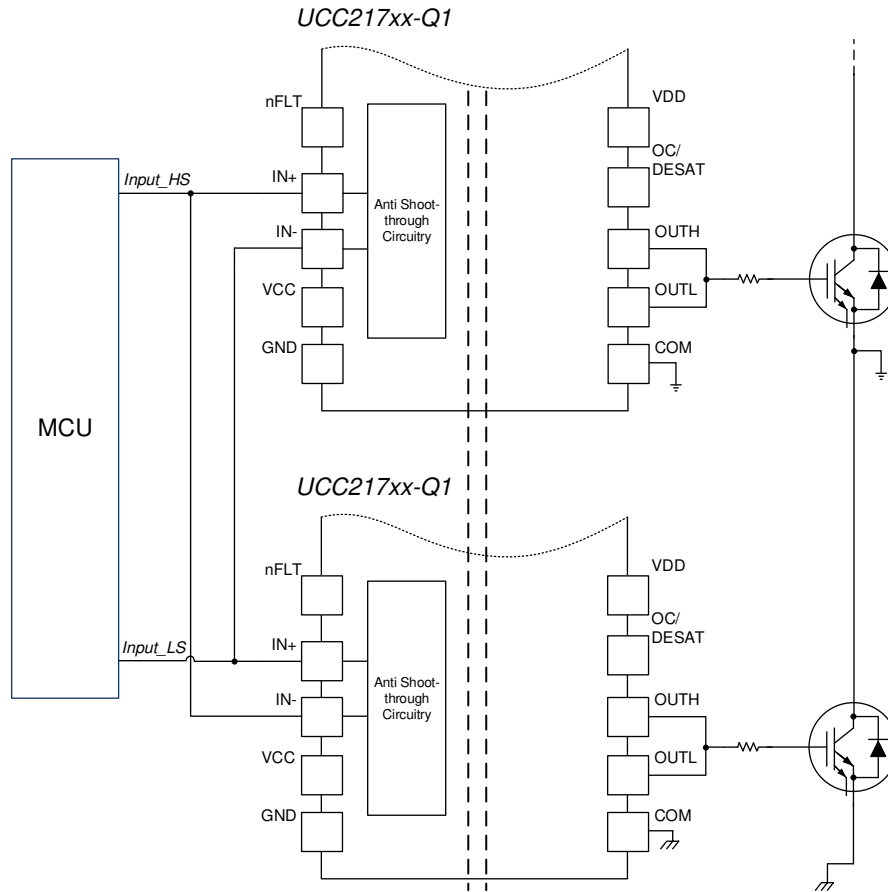 UCC217xx-Q1
nFLT
VDD
OC/
DESAT
Input_HS
IN+
Anti Shoot-
through
Circuitry
IN-
OUTH
VCC
OUTL
GND
COM
MCU
UCC217xx-Q1
nFLT
VDD
OC/
DESAT
Input_LS
IN+
Anti Shoot-
through
Circuitry
IN-
OUTH
VCC
OUTL
GND
COM